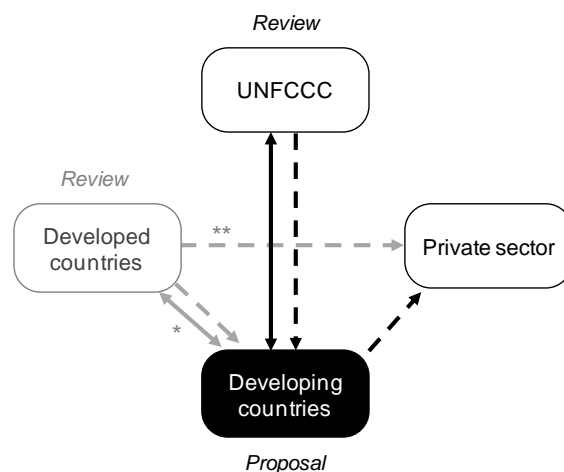 Review
UNFCCC
Review
Developed
countries
**
Private sector
*
Developing
countries
Proposal